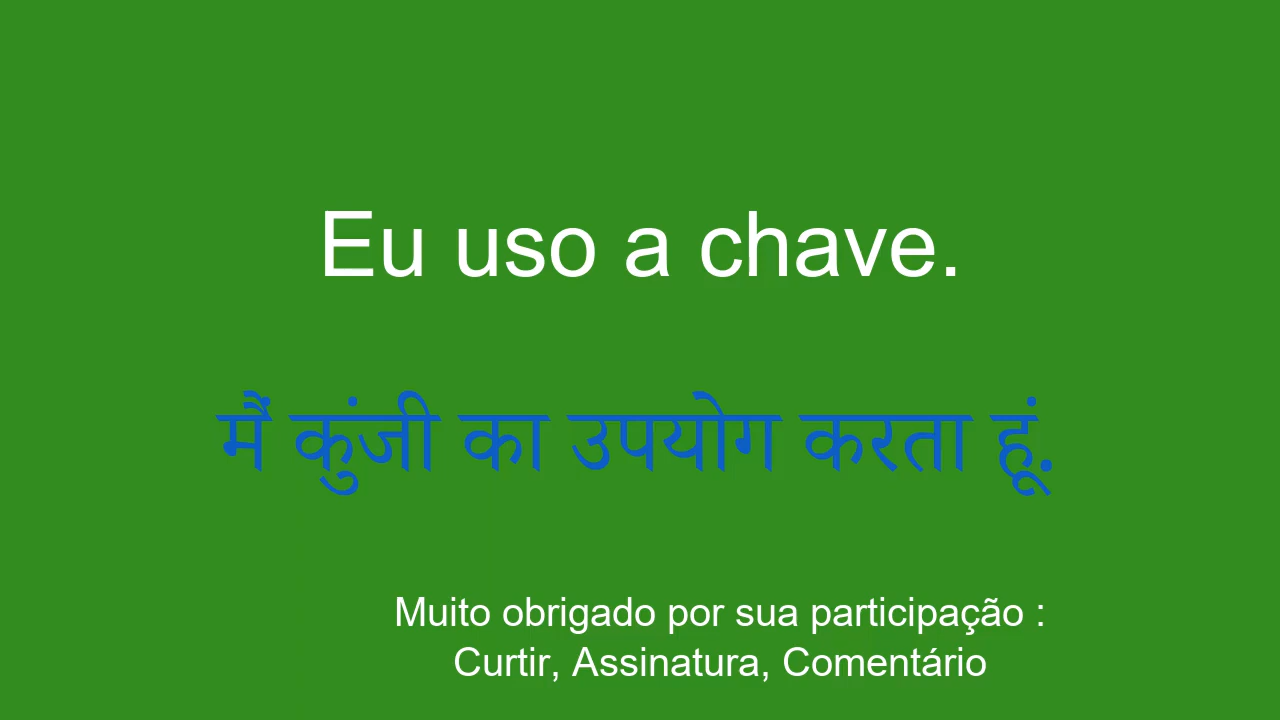 Eu uso a chave.
मैं कुंजी का उपयोग करता हूं.
Muito obrigado por sua participação :
Curtir, Assinatura, Comentário